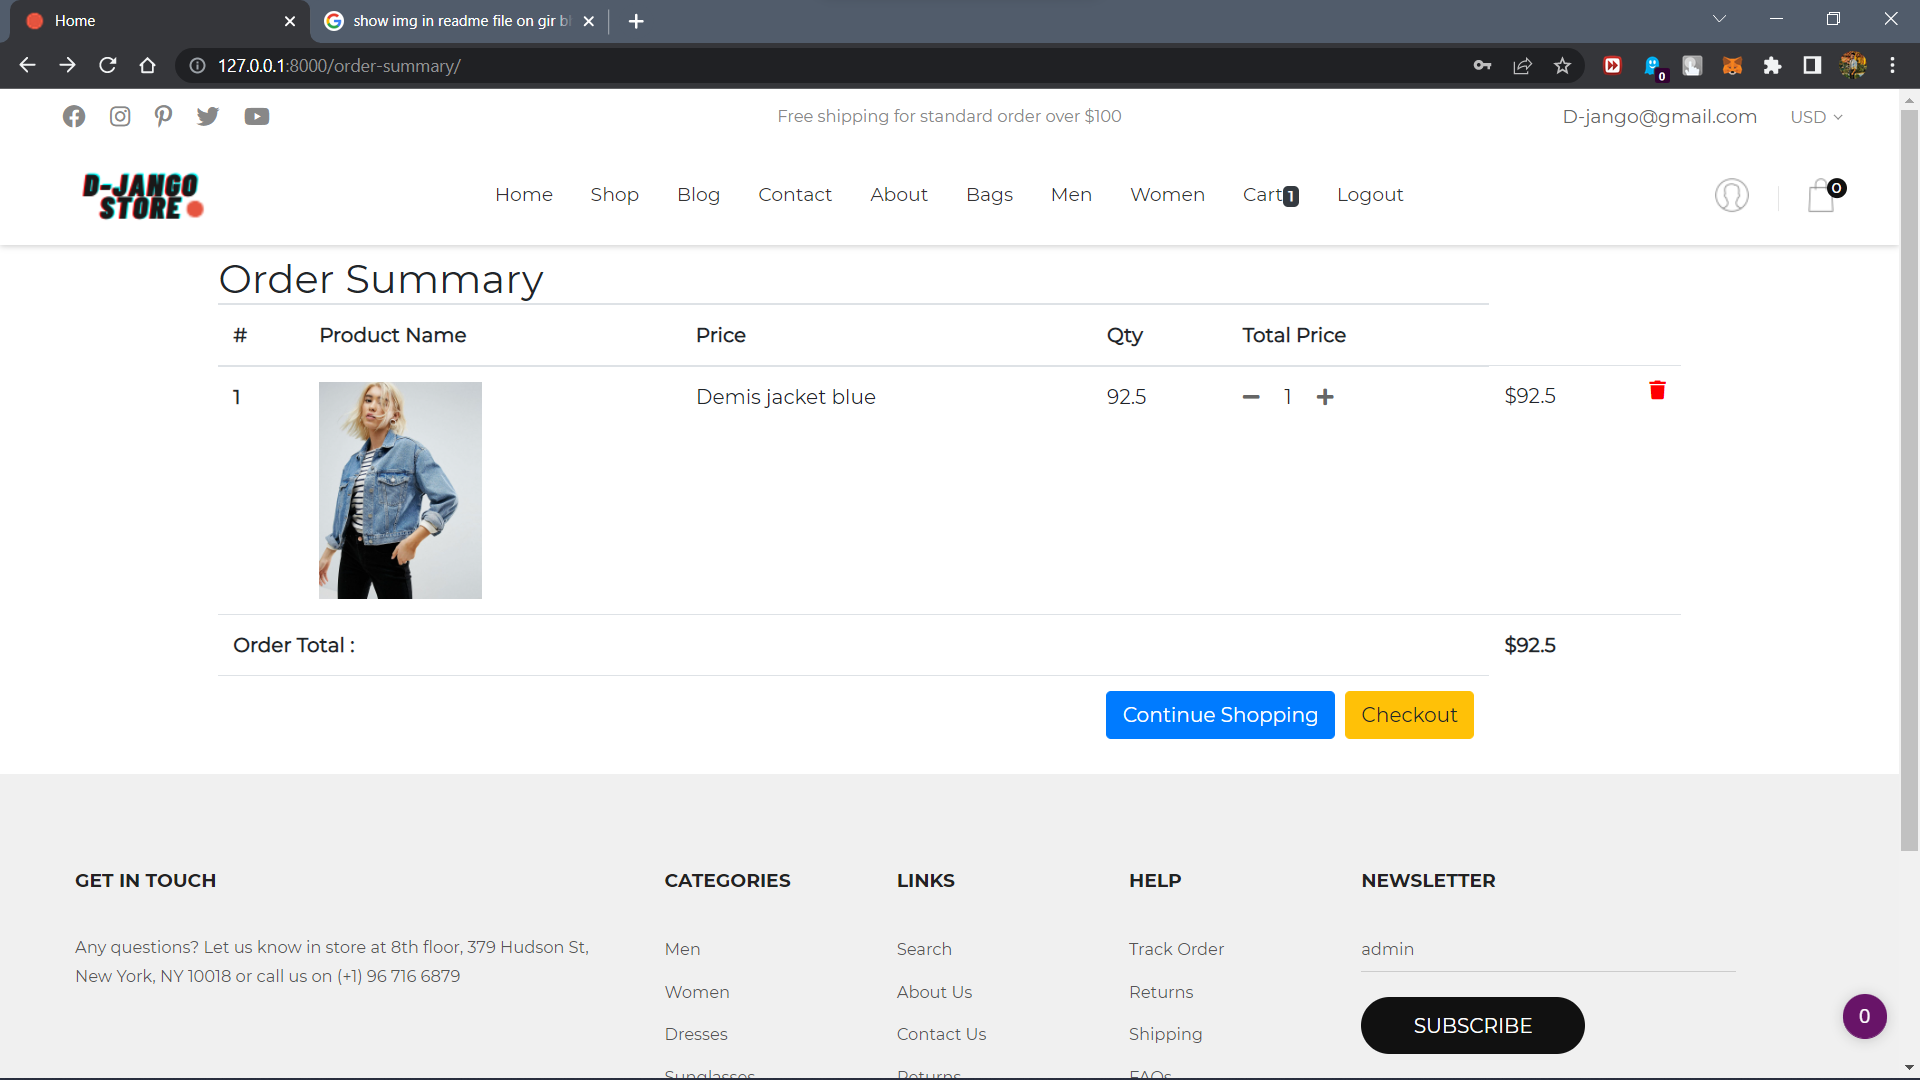 Home
show img in readme file on gir b
127.0.0.1:8000/order-summary/
0
Free shipping for standard order over $100
D-jango@gmail.com
USD
D-JANGO
STORE
Home Shop Blog Contact About Bags Men Women Cart 1 Logout
0
Order Summary
# Product Name Price Qty Total Price
1 Demis jacket blue 92.5 1 $92.5
Order Total : $92.5
Continue Shopping Checkout
GET IN TOUCH CATEGORIES LINKS HELP NEWSLETTER
Any questions? Let us know in store at 8th floor, 379 Hudson St,
New York, NY 10018 or call us on (+1) 96 716 6879
Men
Women
Dresses
Sunglasses
Search
About Us
Contact Us
Returns
Track Order
Returns
Shipping
FAQs
admin
SUBSCRIBE
0